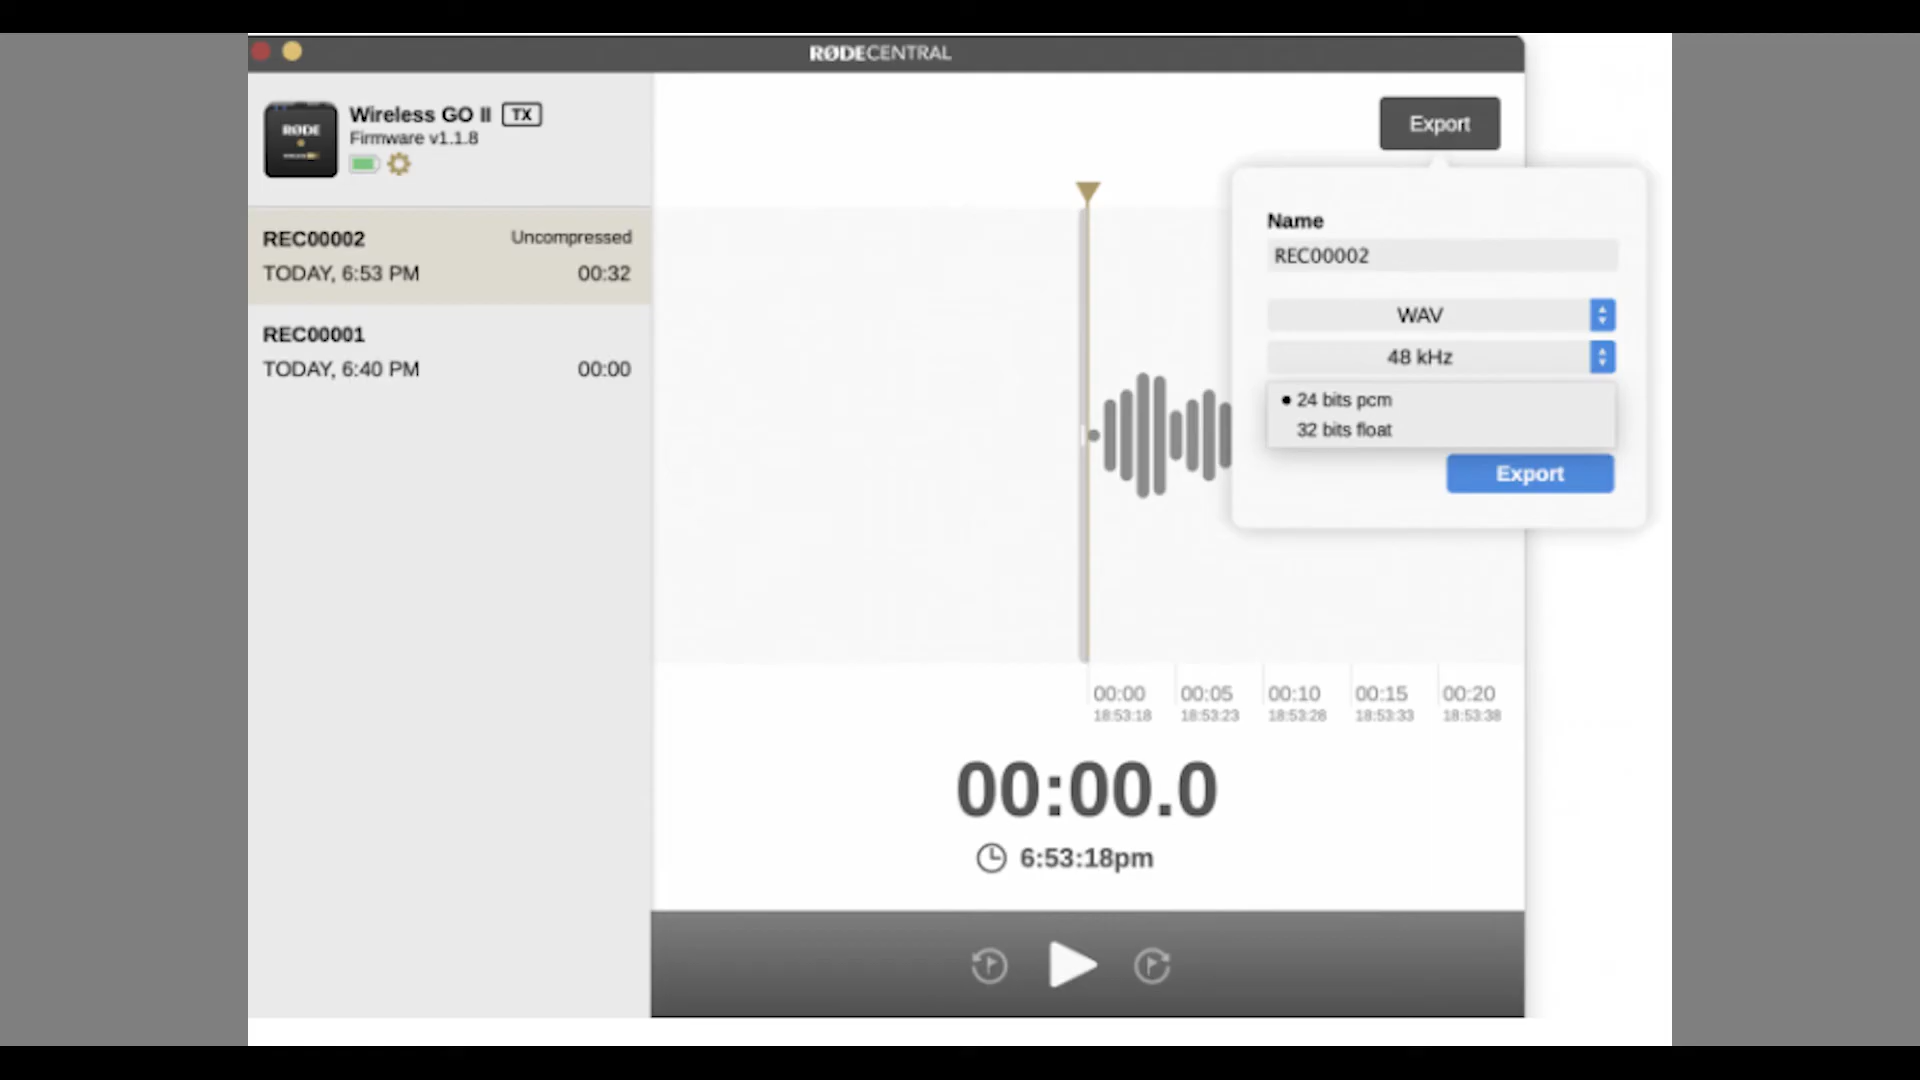 RØDECENTRAL
RØDE
Wireless GO II TX
Firmware v1.1.8
REC00002 Uncompressed
TODAY, 6:53 PM 00:32
REC00001
TODAY, 6:40 PM 00:00
Export
Name
REC00002
WAV
48 kHz
24 bits pcm
32 bits float
Export
00:00 00:05 00:10 00:15 00:20
18:53:18 18:53:23 18:53:28 18:53:33 18:53:38
00:00.0
6:53:18pm